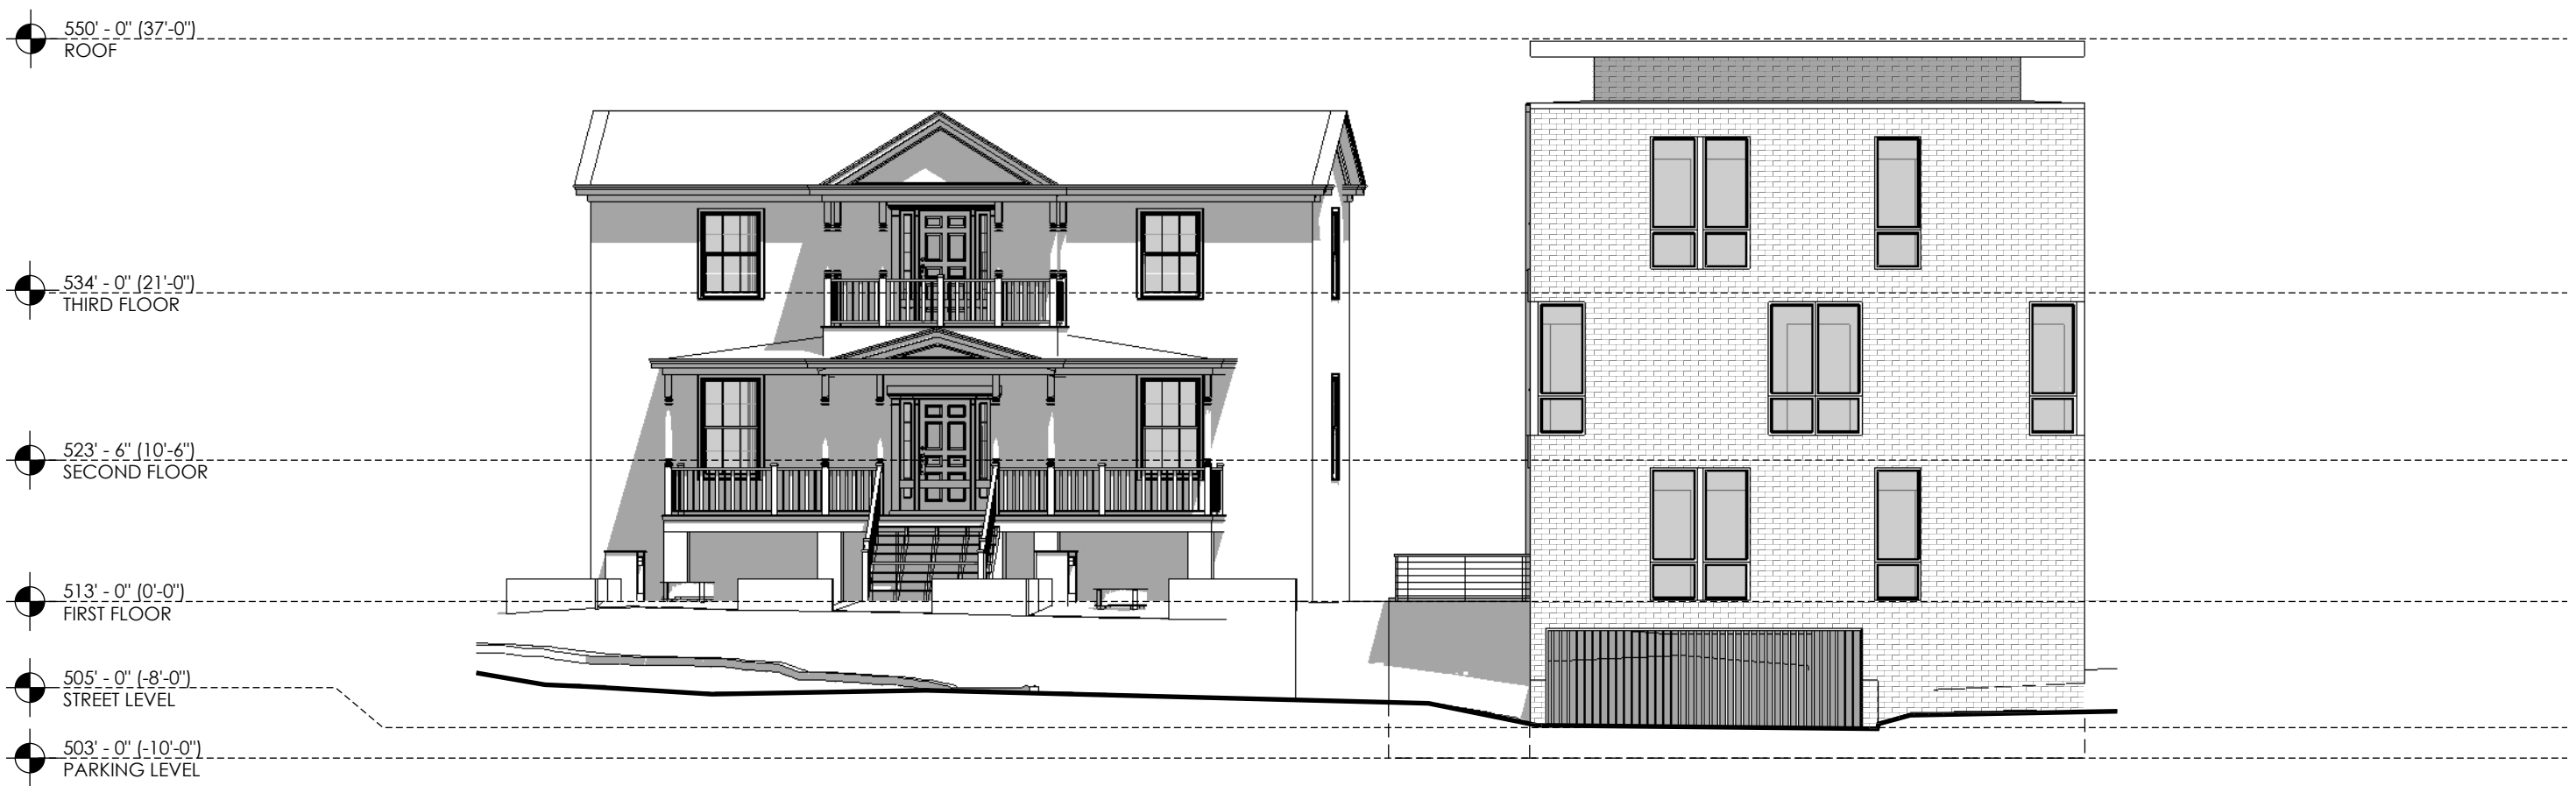 550' - 0" (37'-0")
ROOF
534' - 0" (21'-0")
THIRD FLOOR
523' - 6" (10'-6")
SECOND FLOOR
513' - 0" (0'-0")
FIRST FLOOR
505' - 0" (-8'-0")
STREET LEVEL
503' - 0" (-10'-0")
PARKING LEVEL